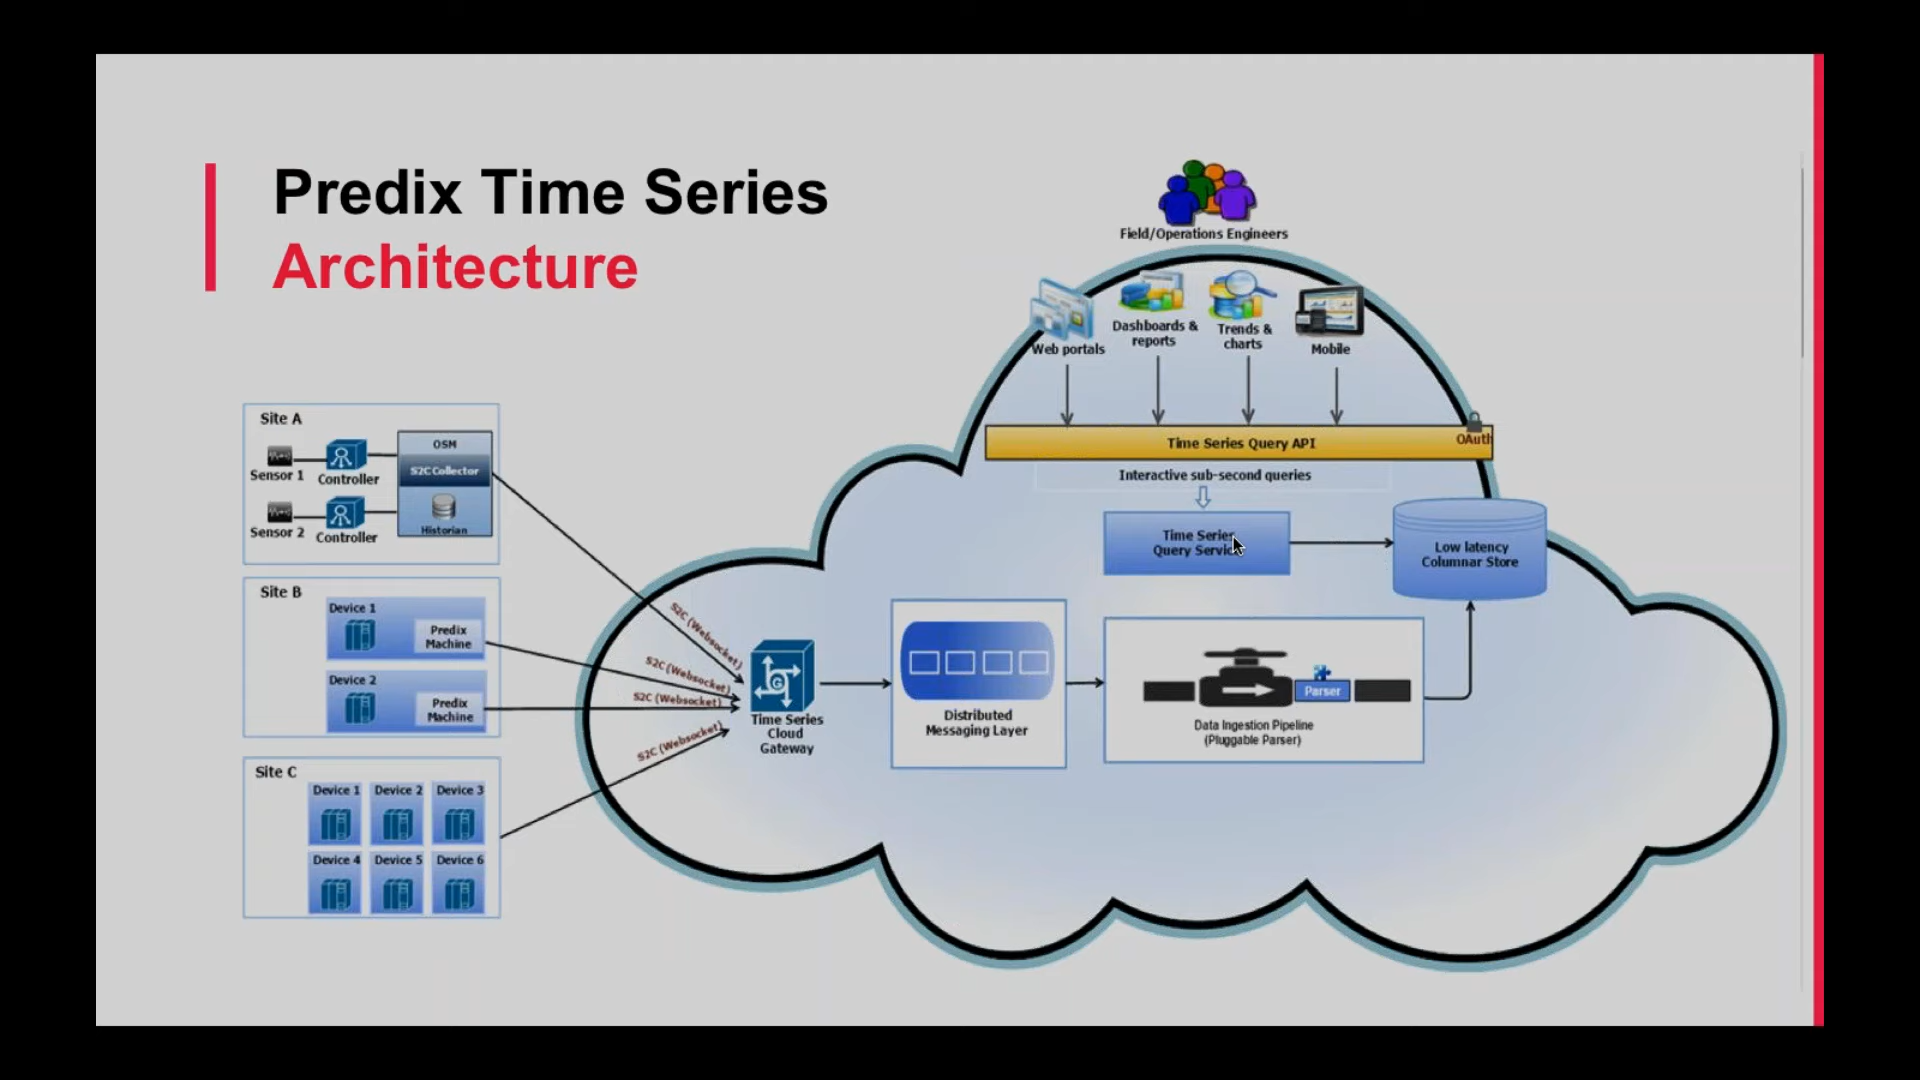 Predix Time Series
Architecture
Field/Operations Engineers
Web portals
Dashboards &
reports
Trends &
charts
Mobile
Time Series Query API
OAuth
Interactive sub-second queries
Time Series
Query Service
Low latency
Columnar Store
Site A
Sensor 1
Controller
Sensor 2
Controller
OSM
S2C Collector
Historian
Site B
Device 1
Predix
Machine
Device 2
Predix
Machine
Site C
Device 1
Device 2
Device 3
Device 4
Device 5
Device 6
S2C (Websocket)
S2C (Websocket)
S2C (Websocket)
S2C (Websocket)
G
Time Series
Cloud
Gateway
Distributed
Messaging Layer
Parser
Data Ingestion Pipeline
(Pluggable Parser)